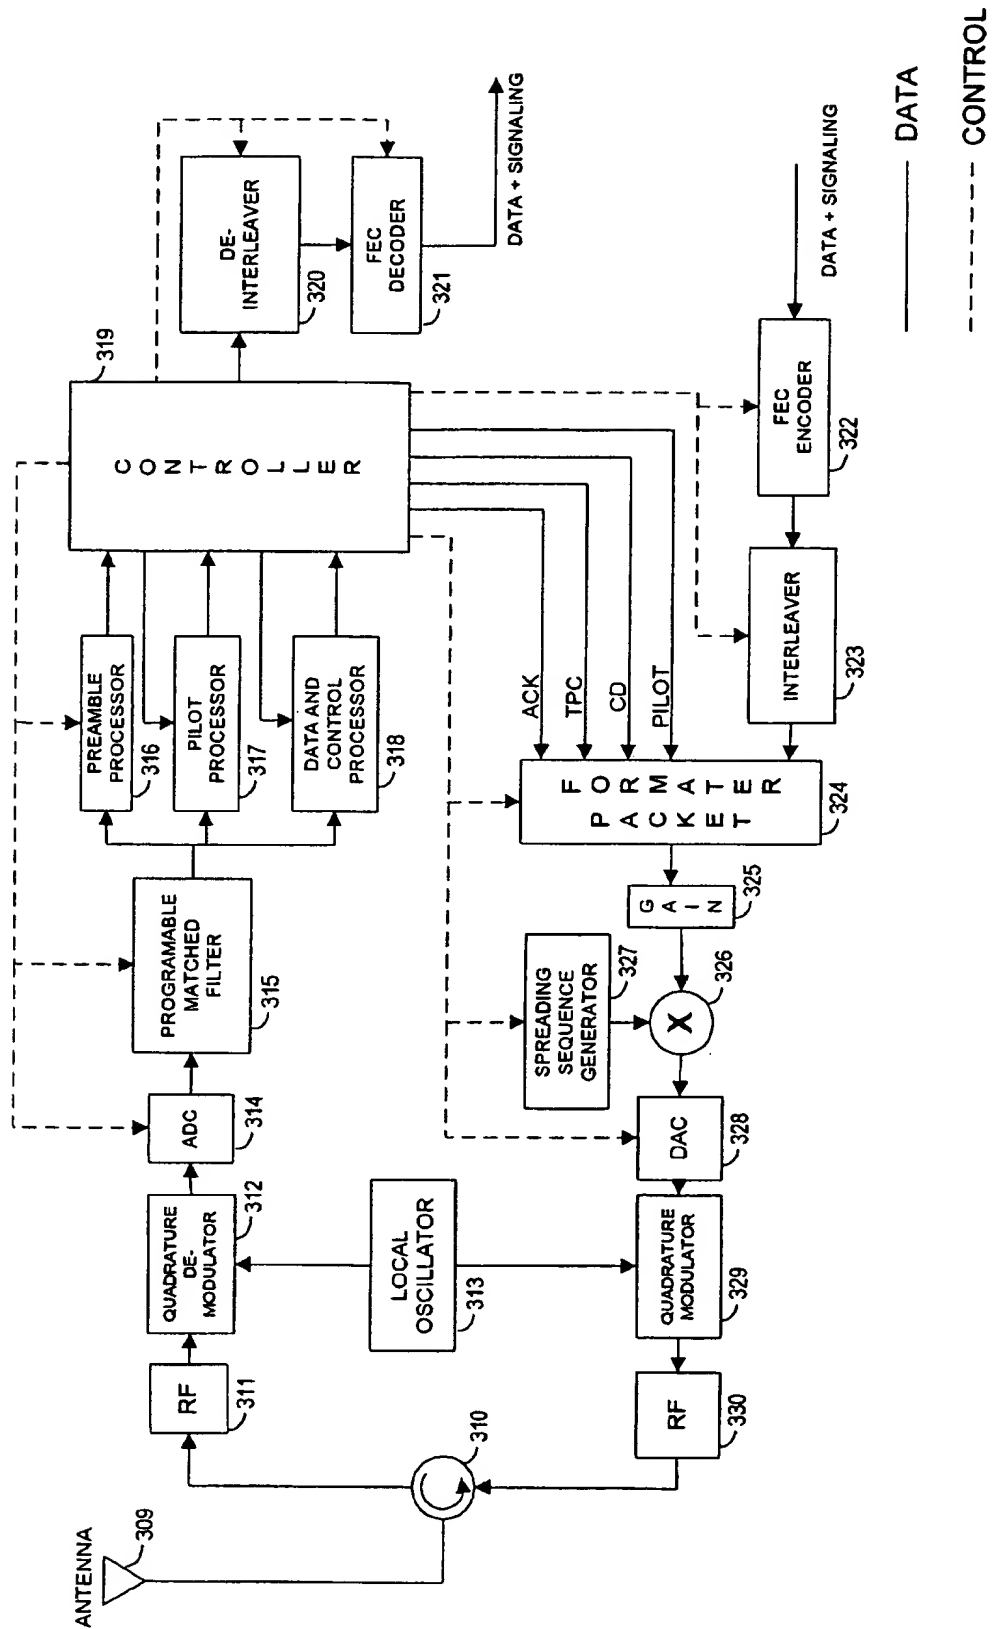 ANTENNA
309
310
RF
311
QUADRATURE
DE-
MODULATOR
312
ADC
314
PROGRAMABLE
MATCHED
FILTER
315
PREAMBLE
PROCESSOR
316
PILOT
PROCESSOR
317
DATA AND
CONTROL
PROCESSOR
318
CONTROLLER
319
DE-
INTERLEAVER
320
FEC
DECODER
321
DATA + SIGNALING
LOCAL
OSCILLATOR
313
ACK
TPC
CD
PILOT
RF
330
QUADRATURE
MODULATOR
329
DAC
328
SPREADING
SEQUENCE
GENERATOR
327
X
326
GAIN
325
PACKET
FORMATTER
324
INTERLEAVER
323
FEC
ENCODER
322
DATA + SIGNALING
DATA
CONTROL